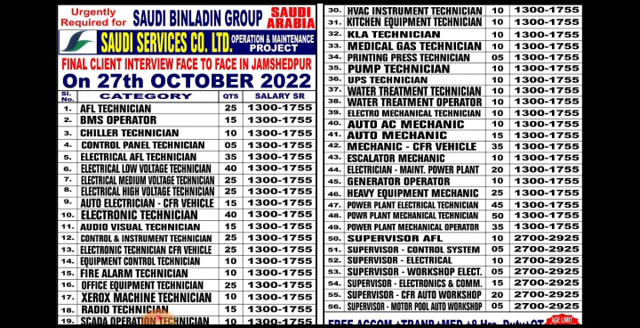 Urgently Required for SAUDI BINLADIN GROUP SAUDI ARABIA
SAUDI SERVICES CO. LTD. OPERATION & MAINTENANCE PROJECT
FINAL CLIENT INTERVIEW FACE TO FACE IN JAMSHEDPUR
On 27th OCTOBER 2022
Sl. No. CATEGORY QTS SALARY SR
1. AFL TECHNICIAN 25 1300-1755
2. BMS OPERATOR 15 1300-1755
3. CHILLER TECHNICIAN 10 1300-1755
4. CONTROL PANEL TECHNICIAN 05 1300-1755
5. ELECTRICAL AFL TECHNICIAN 35 1300-1755
6. ELECTRICAL LOW VOLTAGE TECHNICIAN 40 1300-1755
7. ELECTRICAL MEDIUM VOLTAGE TECHNICIAN 25 1300-1755
8. ELECTRICAL HIGH VOLTAGE TECHNICIAN 25 1300-1755
9. AUTO ELECTRICIAN - CFR VEHICLE 15 1300-1755
10. ELECTRONIC TECHNICIAN 40 1300-1755
11. AUDIO VISUAL TECHNICIAN 15 1300-1755
12. CONTROL & INSTRUMENT TECHNICIAN 25 1300-1755
13. ELECTRONIC TECHNICIAN CFR VEHICLE 25 1300-1755
14. EQUIPMENT CONTROL TECHNICIAN 10 1300-1755
15. FIRE ALARM TECHNICIAN 10 1300-1755
16. OFFICE EQUIPMENT TECHNICIAN 25 1300-1755
17. XEROX MACHINE TECHNICIAN 10 1300-1755
18. RADIO TECHNICIAN 15 1300-1755
19. SCADA OPERATION TECHNICIAN 10 1300-1755
30. HVAC INSTRUMENT TECHNICIAN 10 1300-1755
31. KITCHEN EQUIPMENT TECHNICIAN 10 1300-1755
32. KLA TECHNICIAN 10 1300-1755
33. MEDICAL GAS TECHNICIAN 10 1300-1755
34. PRINTING PRESS TECHNICIAN 05 1300-1755
35. PUMP TECHNICIAN 10 1300-1755
36. UPS TECHNICIAN 10 1300-1755
37. WATER TREATMENT TECHNICIAN 10 1300-1755
38. WATER TREATMENT OPERATOR 10 1300-1755
39. ELECTRO MECHANICAL TECHNICIAN 10 1300-1755
40. AUTO AC MECHANIC 10 1300-1755
41. AUTO MECHANIC 15 1300-1755
42. MECHANIC - CFR VEHICLE 35 1300-1755
43. ESCALATOR MECHANIC 10 1300-1755
44. ELECTRICIAN - MAINT. POWER PLANT 20 1300-1755
45. GENERATOR OPERATOR 10 1300-1755
46. HEAVY EQUIPMENT MECHANIC 25 1300-1755
47. POWER PLANT ELECTRICAL TECHNICIAN 45 1300-1755
48. POWR PLANT MECHANICAL TECHNICIAN 50 1300-1755
49. POWER PLANT MECHANICAL OPERATOR 35 1300-1755
50. SUPERVISOR AFL 10 2700-2925
51. SUPERVISOR - CONTROL SYSTEM 05 2700-2925
52. SUPERVISOR - ELECTRICAL 10 2700-2925
53. SUPERVISOR - WORKSHOP ELECT. 05 2700-2925
54. SUPERVISOR - ELECTRONICS & COMM. 15 2700-2925
55. SUPERVISOR - CFR AUTO WORKSHOP 20 2700-2925
56. SUPERVISOR - MOTOR POOL AUTO WORKSHOP 05 2700-2925
FREE ACCOM + TRANP + MED + 8 Hrs. Duty+OT AGE LIMIT